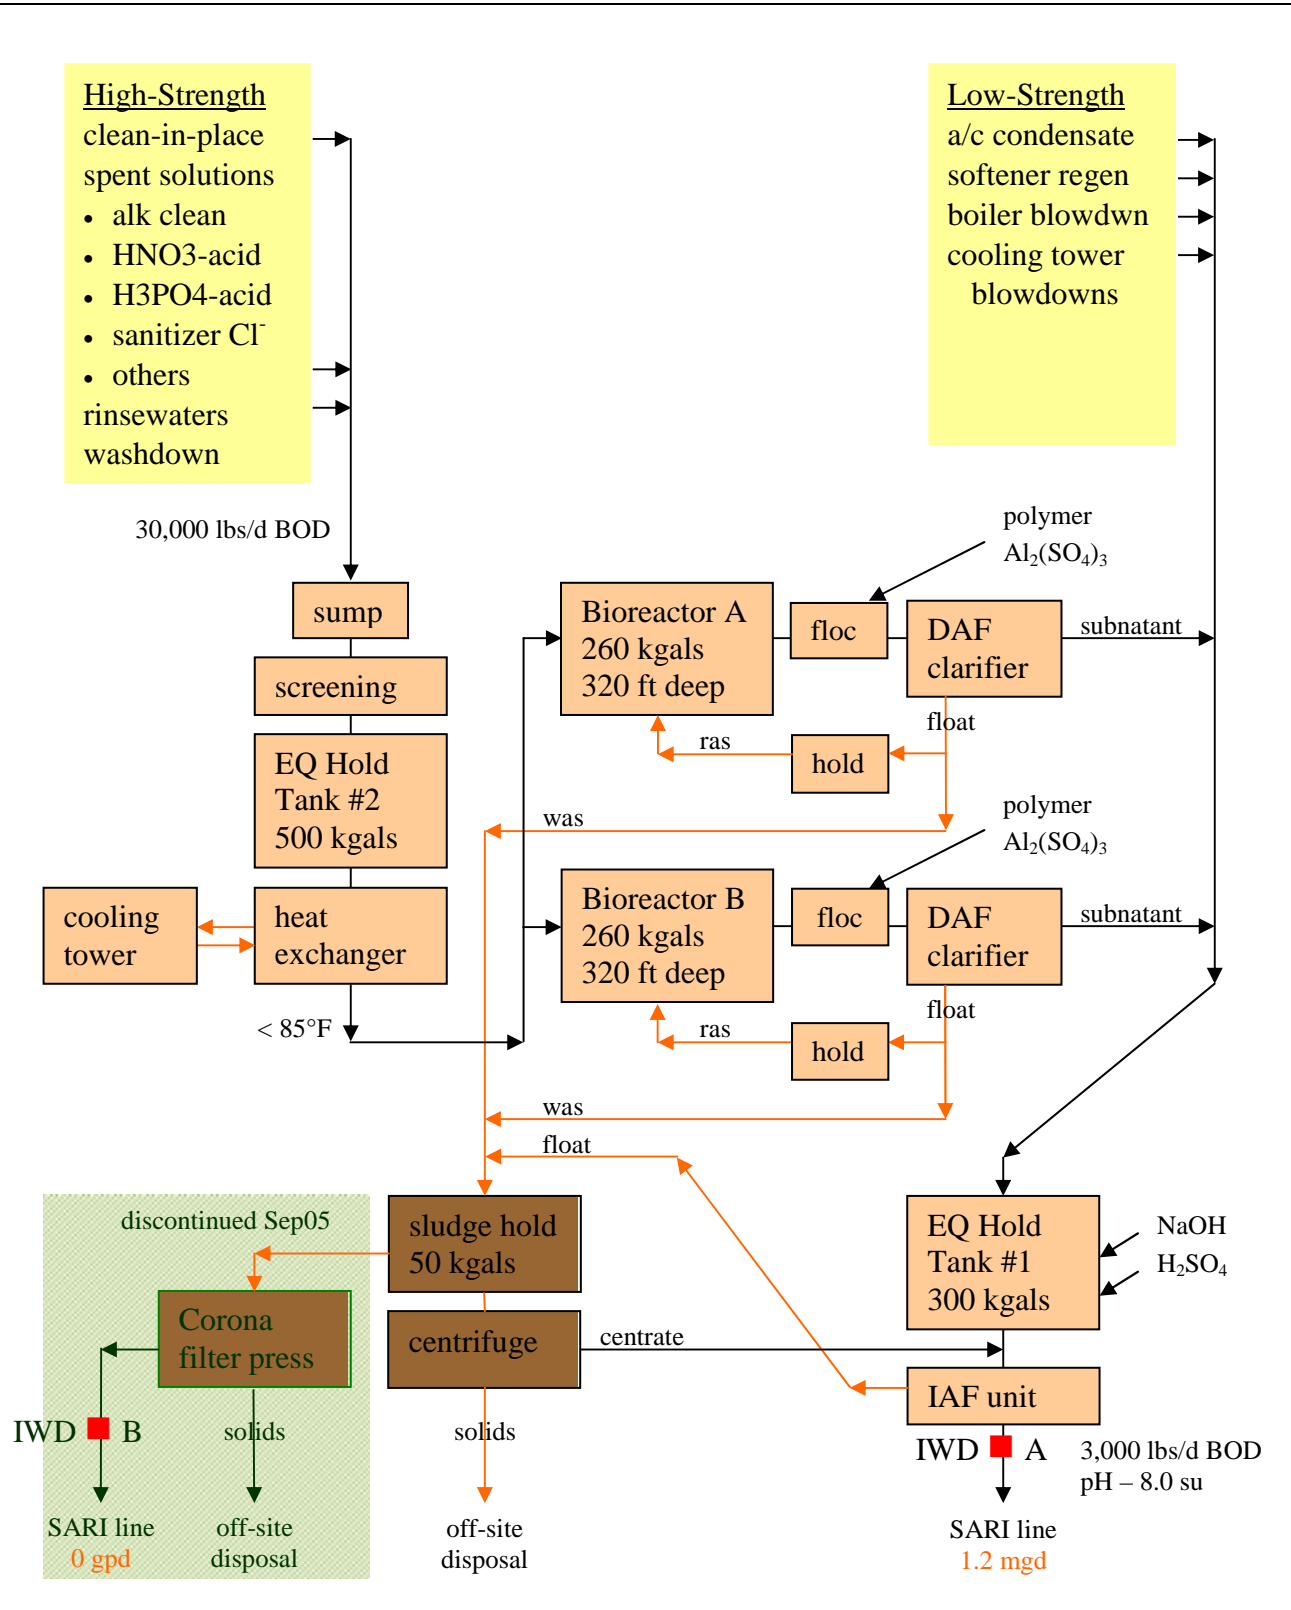 High-Strength
clean-in-place
spent solutions
• alk clean
• HNO3-acid
• H3PO4-acid
• sanitizer Cl⁻
• others
rinsewaters
washdown
Low-Strength
a/c condensate
softener regen
boiler blowdwn
cooling tower
blowdowns
30,000 lbs/d BOD
sump
screening
EQ Hold
Tank #2
500 kgals
cooling
tower
heat
exchanger
< 85°F
Bioreactor A
260 kgals
320 ft deep
floc
polymer
Al₂(SO₄)₃
DAF
clarifier
subnatant
float
ras
hold
was
Bioreactor B
260 kgals
320 ft deep
floc
polymer
Al₂(SO₄)₃
DAF
clarifier
subnatant
float
ras
hold
was
float
discontinued Sep05
sludge hold
50 kgals
EQ Hold
Tank #1
300 kgals
NaOH
H₂SO₄
Corona
filter press
centrifuge
centrate
IAF unit
IWD B
solids
solids
IWD A
3,000 lbs/d BOD
pH – 8.0 su
SARI line
0 gpd
off-site
disposal
off-site
disposal
SARI line
1.2 mgd